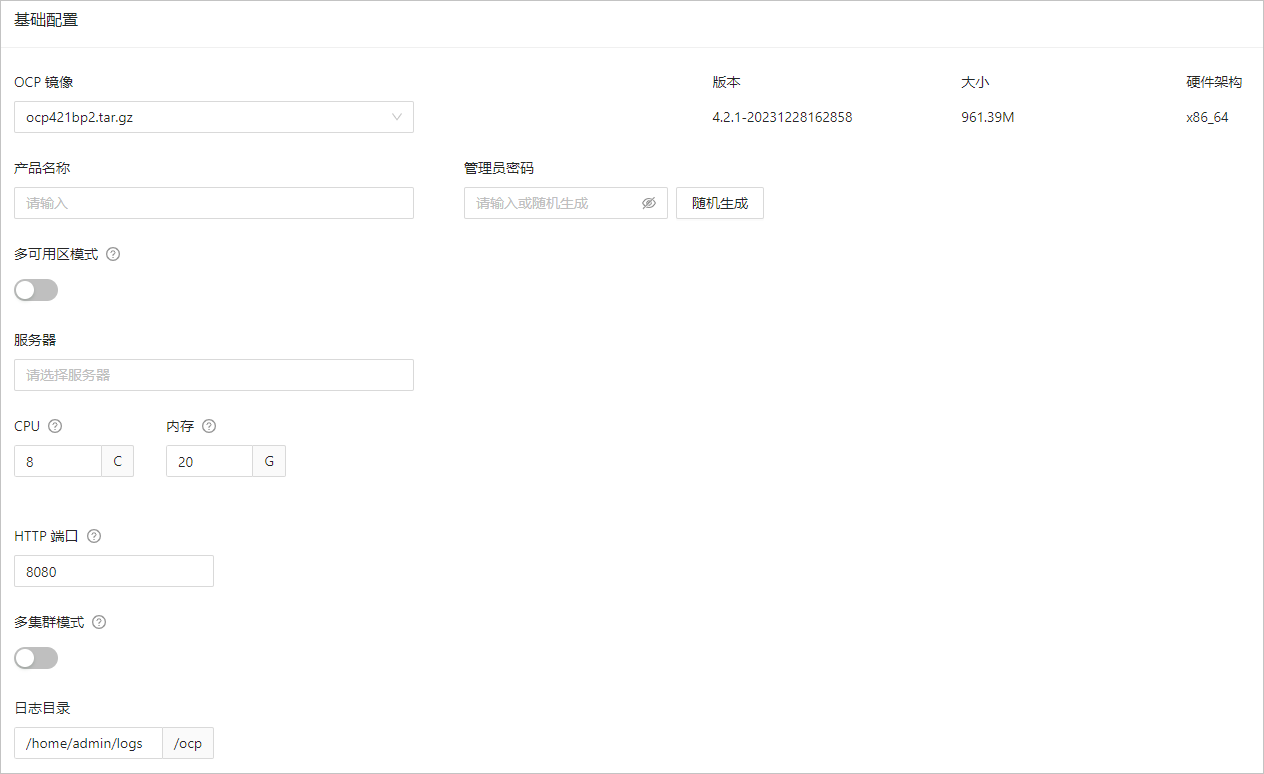 基础配置
OCP 镜像
版本
大小
硬件架构
ocp421bp2.tar.gz
4.2.1-20231228162858
961.39M
x86_64
产品名称
管理员密码
请输入
请输入或随机生成
随机生成
多可用区模式
服务器
请选择服务器
CPU
内存
8
C
20
G
HTTP 端口
8080
多集群模式
日志目录
/home/admin/logs
/ocp